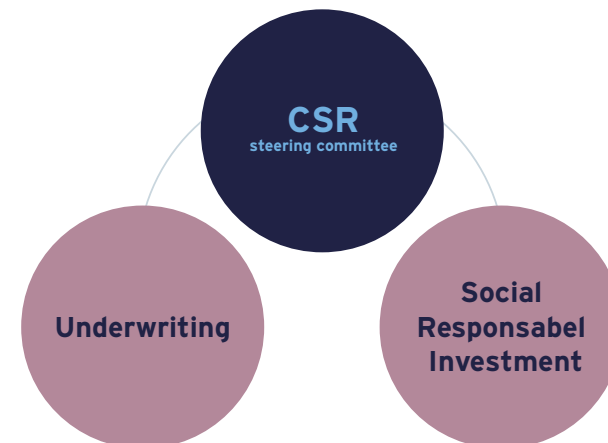 CSR
steering committee
Underwriting
Social
Responsabel
Investment